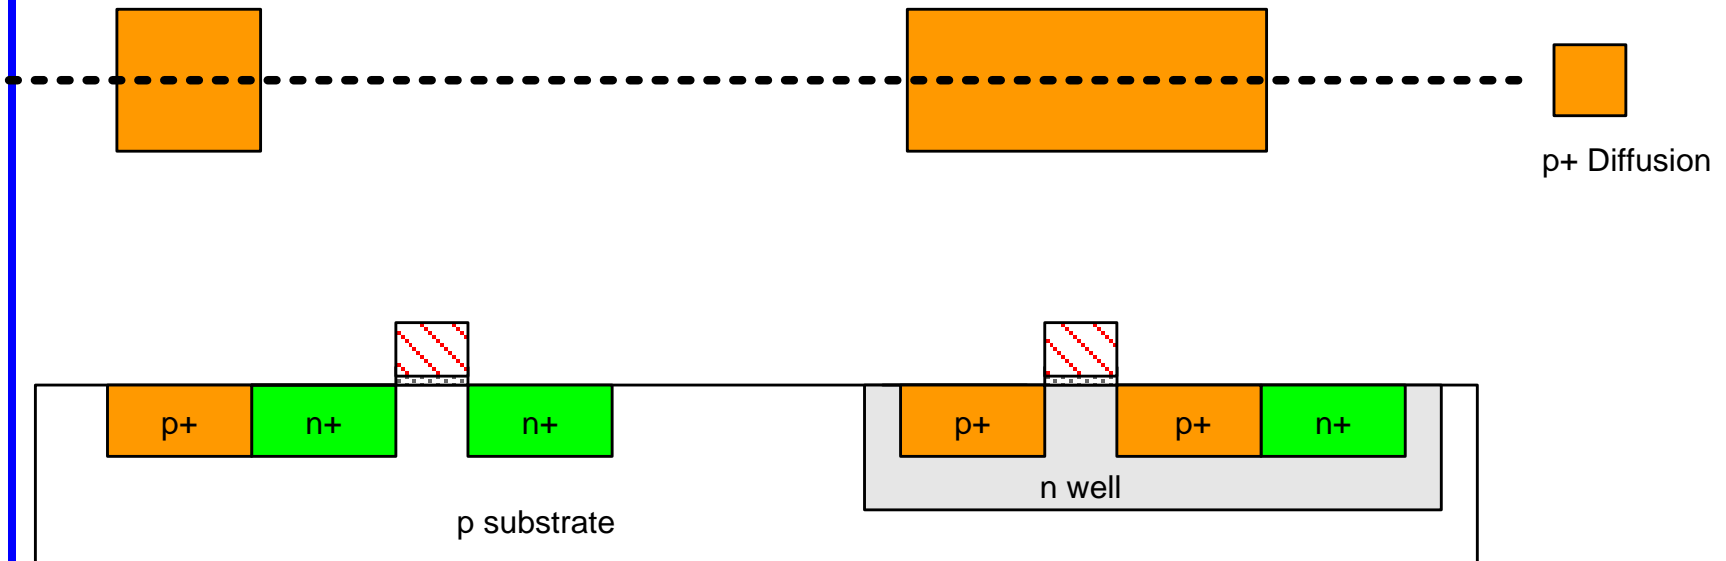 p+ Diffusion
p+ n+ n+ p+ p+ n+
n well
p substrate